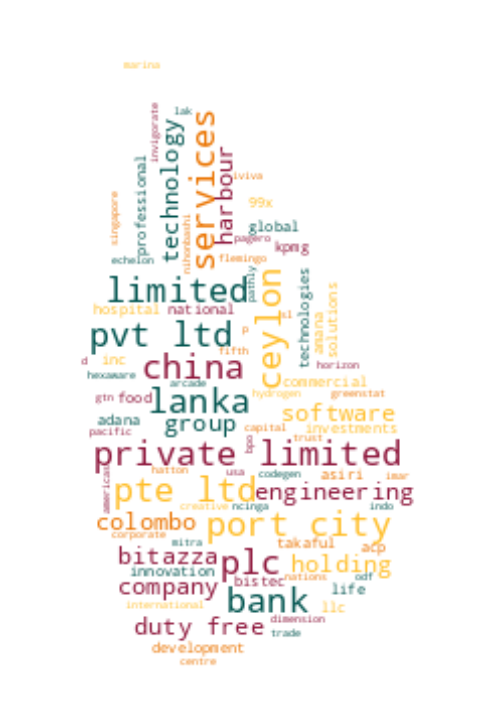 marina
invigorate
lak
services
technology
harbour
professional
singapore
nihonbashi
iviva
99x
global
pagero
kpmg
echelon
flamingo
pathly
limited
ceylon
technologies
solutions
amana
hospital
national
sl
p
pvt ltd
fifth
d
inc
china
horizon
hexaware
arcade
commercial
gtn
food
lanka
hydrogen
greenstat
software
adana
group
capital
investments
pacific
trust
bpo
private limited
hatton
usa
codegen
asiri
imar
americas
pte ltd
engineering
creative
ncinga
indo
colombo
port city
corporate
mitra
takaful
acp
bitazza
plc
holding
innovation
bistec
nations
odf
company
life
international
bank
llc
duty free
dimension
trade
development
centre